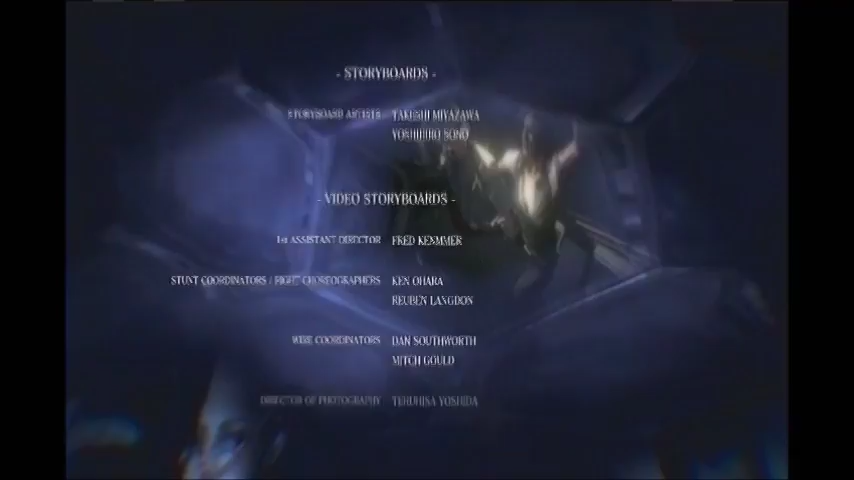 - STORYBOARDS -
STORYBOARD ARTISTS TAKESHI MIYAZAWA
YOSHIHIRO SONO
- VIDEO STORYBOARDS -
1st ASSISTANT DIRECTOR FRED KEMMER
STUNT COORDINATORS / FIGHT CHOREOGRAPHERS KEN OHARA
REUBEN LANGDON
WIRE COORDINATORS DAN SOUTHWORTH
MITCH GOULD
DIRECTOR OF PHOTOGRAPHY TERUHISA YOSHIDA